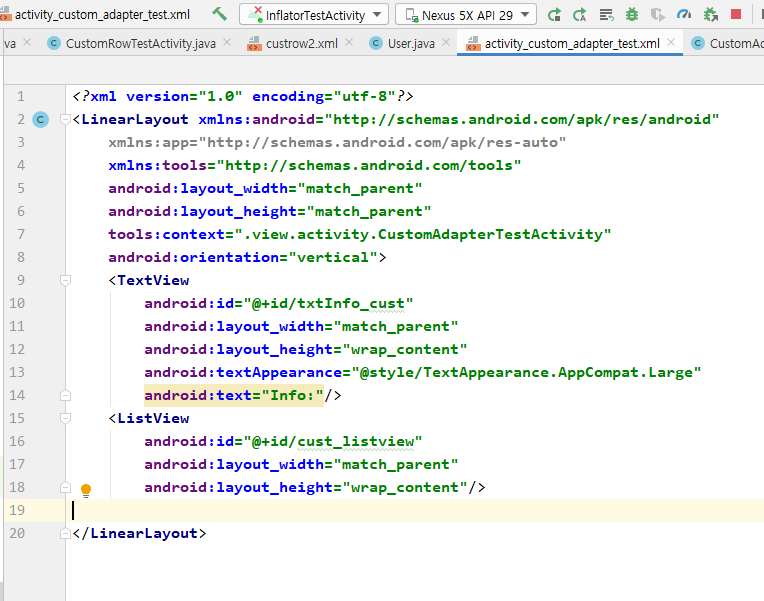 activity_custom_adapter_test.xml InflatorTestActivity Nexus 5X API 29
va CustomRowTestActivity.java custrow2.xml User.java activity_custom_adapter_test.xml CustomAc
1 <?xml version="1.0" encoding="utf-8"?>
2 <LinearLayout xmlns:android="http://schemas.android.com/apk/res/android"
3 xmlns:app="http://schemas.android.com/apk/res-auto"
4 xmlns:tools="http://schemas.android.com/tools"
5 android:layout_width="match_parent"
6 android:layout_height="match_parent"
7 tools:context=".view.activity.CustomAdapterTestActivity"
8 android:orientation="vertical">
9 <TextView
10 android:id="@+id/txtInfo_cust"
11 android:layout_width="match_parent"
12 android:layout_height="wrap_content"
13 android:textAppearance="@style/TextAppearance.AppCompat.Large"
14 android:text="Info:"/>
15 <ListView
16 android:id="@+id/cust_listview"
17 android:layout_width="match_parent"
18 android:layout_height="wrap_content"/>
19
20 </LinearLayout>